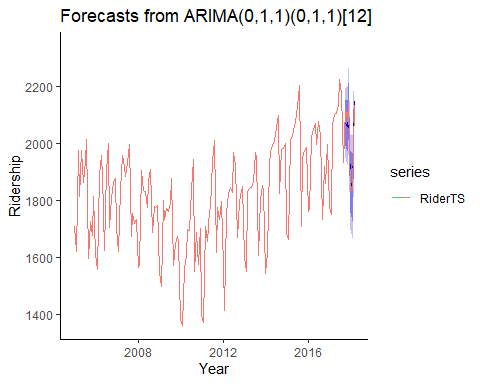 Forecasts from ARIMA(0,1,1)(0,1,1)[12]
2200
2000
1800
1600
1400
Ridership
2008
2012
2016
Year
series
RiderTS